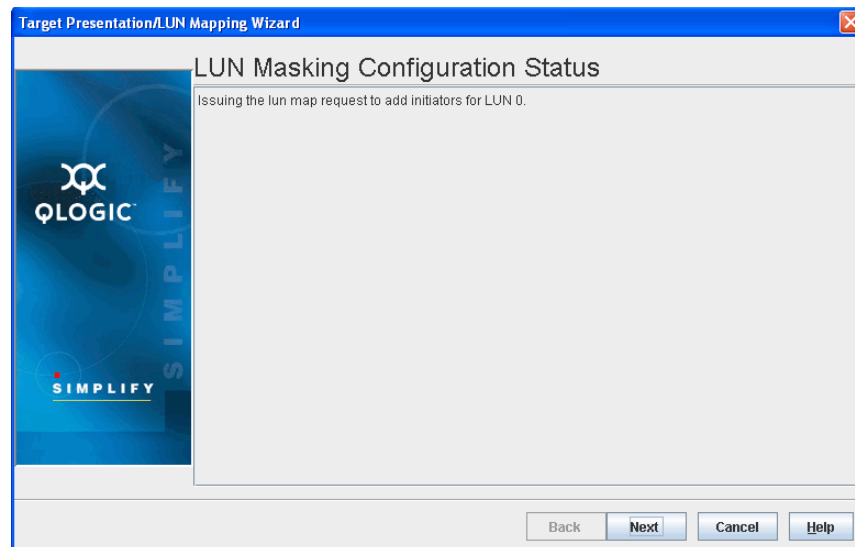 Target Presentation/LUN Mapping Wizard
LUN Masking Configuration Status
Issuing the lun map request to add initiators for LUN 0.
QLOGIC
SIMPLIFY
SIMPLIFY
Back
Next
Cancel
Help